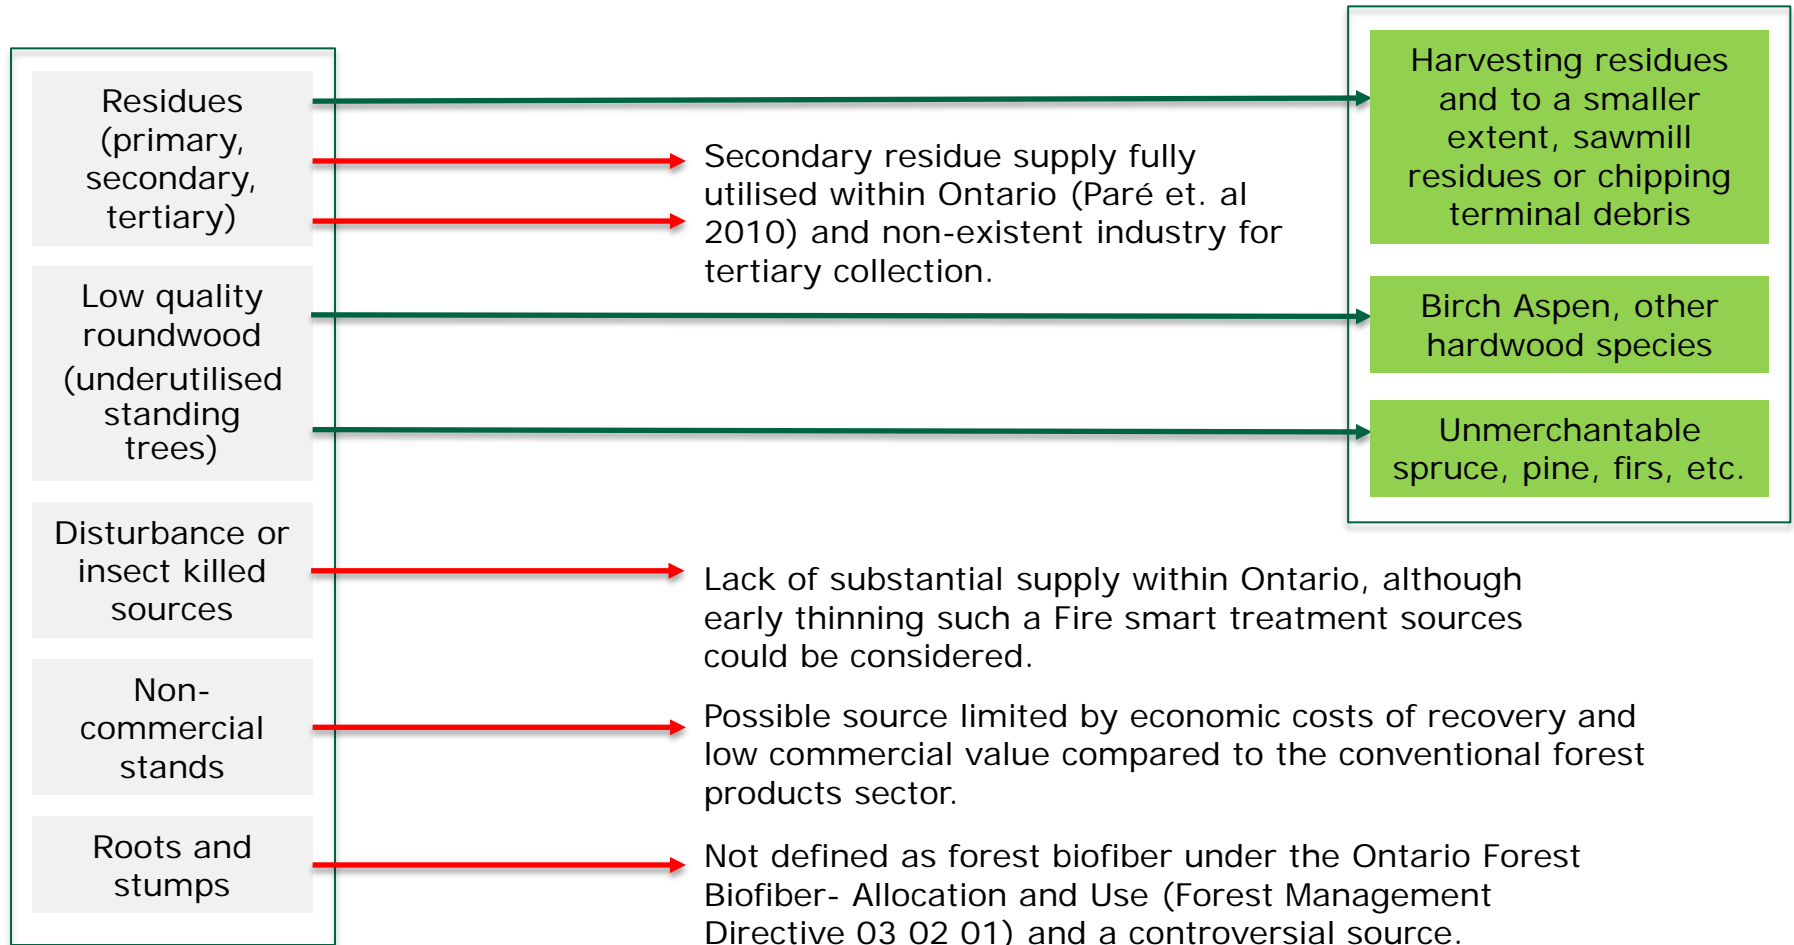 Residues
(primary,
secondary,
tertiary)
Low quality
roundwood
(underutilised
standing
trees)
Disturbance or
insect killed
sources
Non-
commercial
stands
Roots and
stumps
Secondary residue supply fully
utilised within Ontario (Paré et. al
2010) and non-existent industry for
tertiary collection.
Lack of substantial supply within Ontario, although
early thinning such a Fire smart treatment sources
could be considered.
Possible source limited by economic costs of recovery and
low commercial value compared to the conventional forest
products sector.
Not defined as forest biofiber under the Ontario Forest
Biofiber- Allocation and Use (Forest Management
Directive 03 02 01) and a controversial source.
Harvesting residues
and to a smaller
extent, sawmill
residues or chipping
terminal debris
Birch Aspen, other
hardwood species
Unmerchantable
spruce, pine, firs, etc.